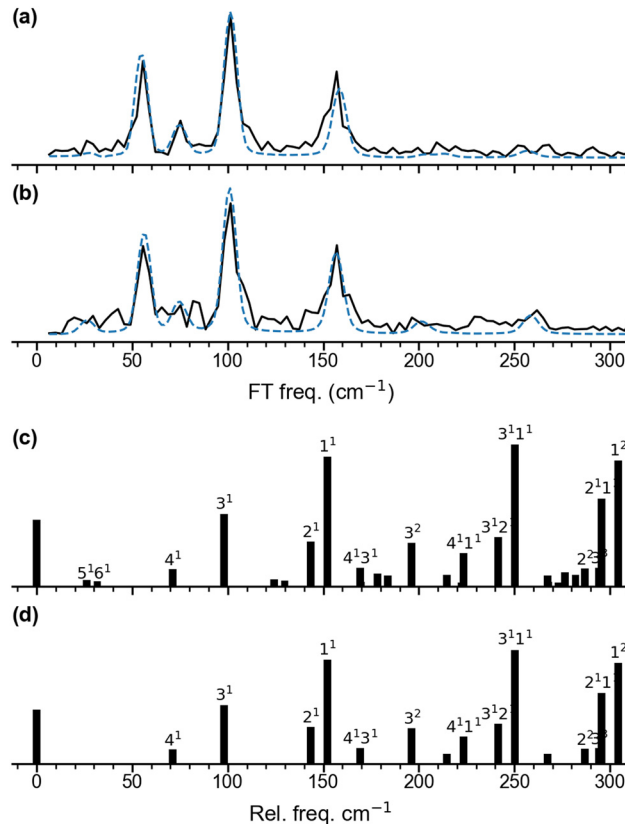 (a)
(b)
0 50 100 150 200 250 300
FT freq. (cm⁻¹)
(c)
5¹6¹ 4¹ 3¹ 2¹ 1¹ 4¹3¹ 3² 4¹1¹ 3¹2¹ 3¹1¹ 2² 3³ 2¹1¹ 1²
(d)
4¹ 3¹ 2¹ 1¹ 4¹3¹ 3² 4¹1¹ 3¹2¹ 3¹1¹ 2² 3³ 2¹1¹ 1²
0 50 100 150 200 250 300
Rel. freq. cm⁻¹